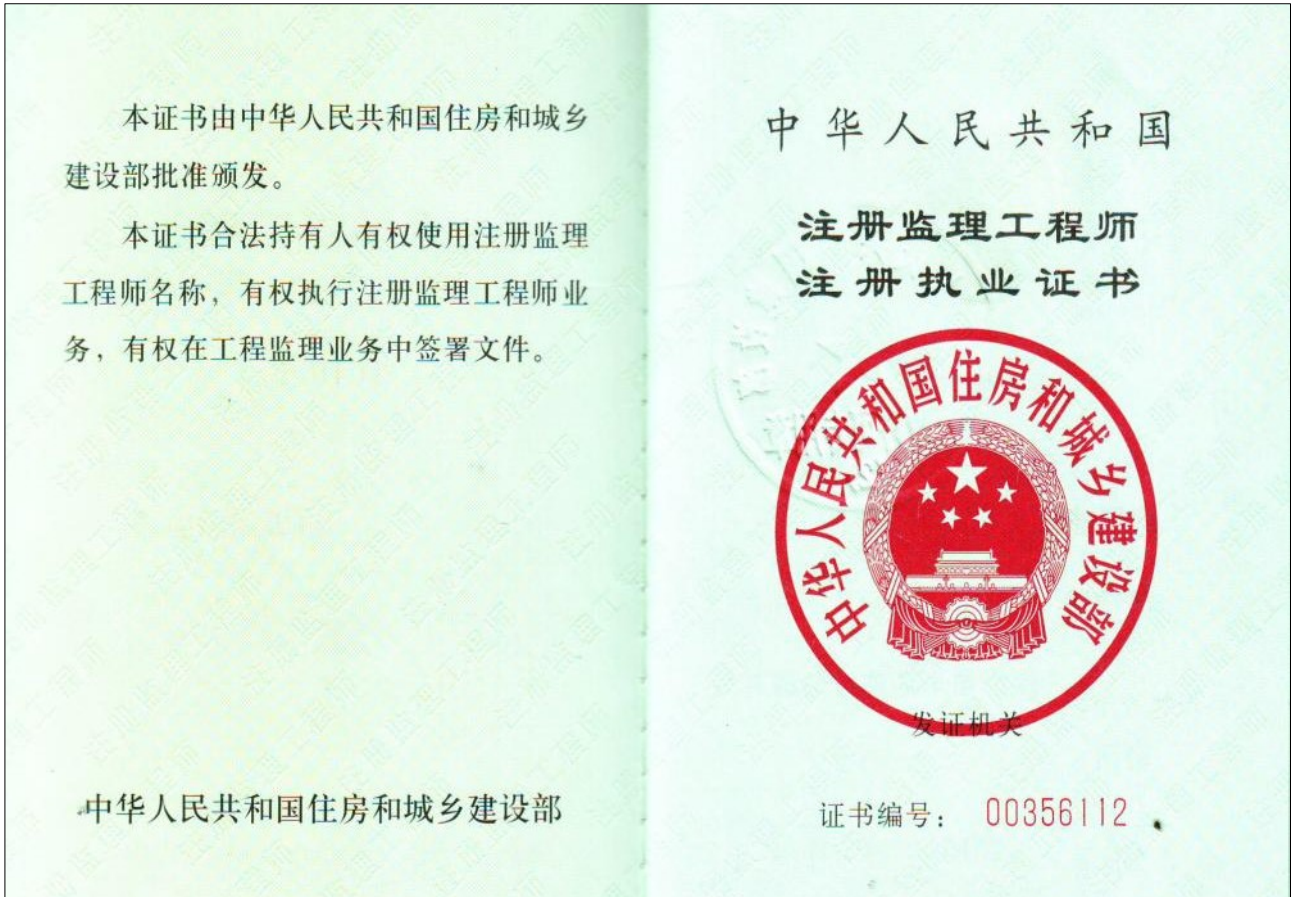 本证书由中华人民共和国住房和城乡
建设部批准颁发。
本证书合法持有人有权使用注册监理
工程师名称，有权执行注册监理工程师业
务，有权在工程监理业务中签署文件。
中华人民共和国住房和城乡建设部
中华人民共和国
注册监理工程师
注册执业证书
中华人民共和国住房和城乡建设部
发证机关
证书编号： 00356112